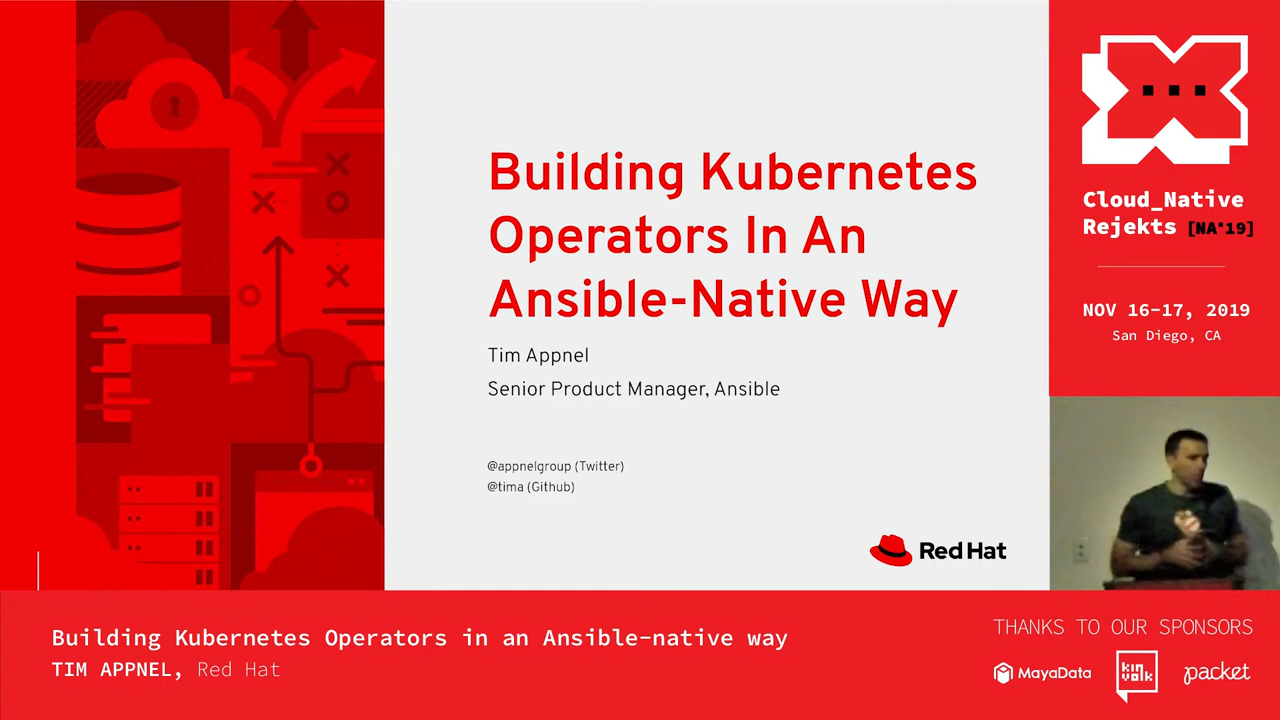 Building Kubernetes
Operators In An
Ansible-Native Way
Tim Appnel
Senior Product Manager, Ansible
@appnelgroup (Twitter)
@tima (Github)
Red Hat
Cloud_Native
Rejekts [NA'19]
NOV 16-17, 2019
San Diego, CA
Building Kubernetes Operators in an Ansible-native way
TIM APPNEL, Red Hat
THANKS TO OUR SPONSORS
MayaData
kinvolk
packet